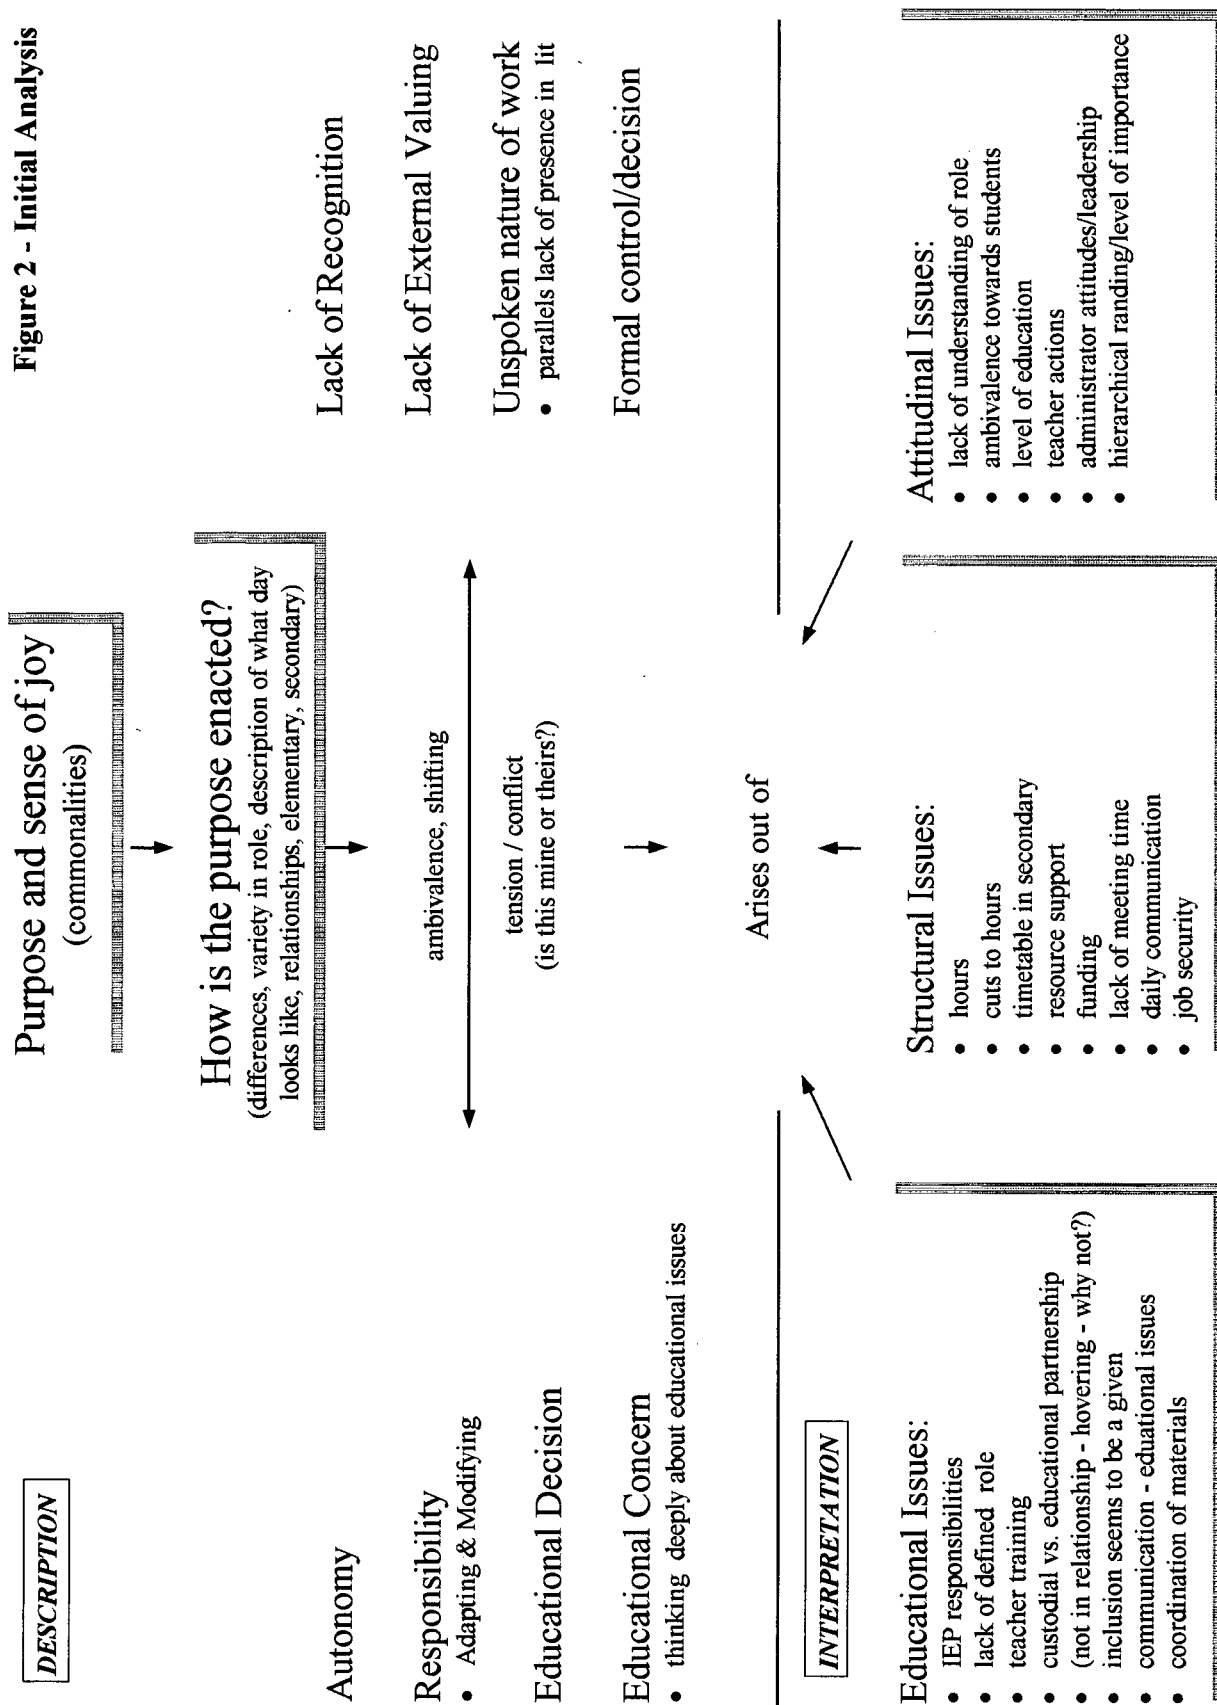 Figure 2 - Initial Analysis
DESCRIPTION
Purpose and sense of joy
(commonalities)
How is the purpose enacted?
(differences, variety in role, description of what day
looks like, relationships, elementary, secondary)
Autonomy
Responsibility
• Adapting & Modifying
Educational Decision
Educational Concern
• thinking deeply about educational issues
ambivalence, shifting
tension / conflict
(is this mine or theirs?)
Lack of Recognition
Lack of External Valuing
Unspoken nature of work
• parallels lack of presence in lit
Formal control/decision
Arises out of
INTERPRETATION
Educational Issues:
• IEP responsibilities
• lack of defined role
• teacher training
• custodial vs. educational partnership
• (not in relationship - hovering - why not?)
• inclusion seems to be a given
• communication - eduational issues
• coordination of materials
Structural Issues:
• hours
• cuts to hours
• timetable in secondary
• resource support
• funding
• lack of meeting time
• daily communication
• job security
Attitudinal Issues:
• lack of understanding of role
• ambivalence towards students
• level of education
• teacher actions
• administrator attitudes/leadership
• hierarchical randing/level of importance